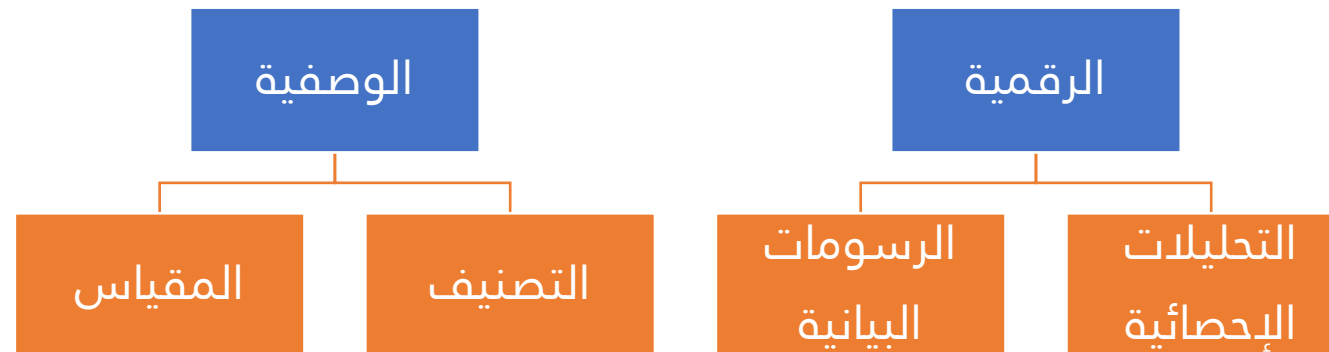 الرقمية
التحليلات
الإحصائية
الرسومات
البيانية
الوصفية
التصنيف
المقياس